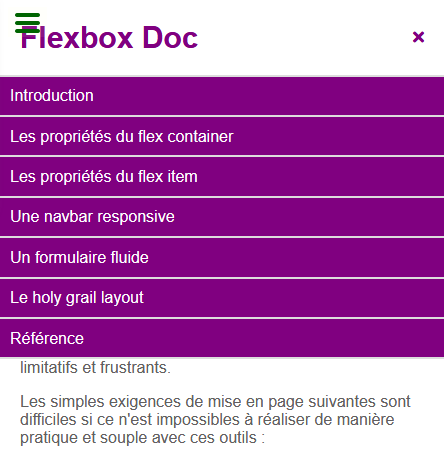 Flexbox Doc
×
Introduction
Les propriétés du flex container
Les propriétés du flex item
Une navbar responsive
Un formulaire fluide
Le holy grail layout
Référence
limitatifs et frustrants.
Les simples exigences de mise en page suivantes sont
difficiles si ce n'est impossibles à réaliser de manière
pratique et souple avec ces outils :